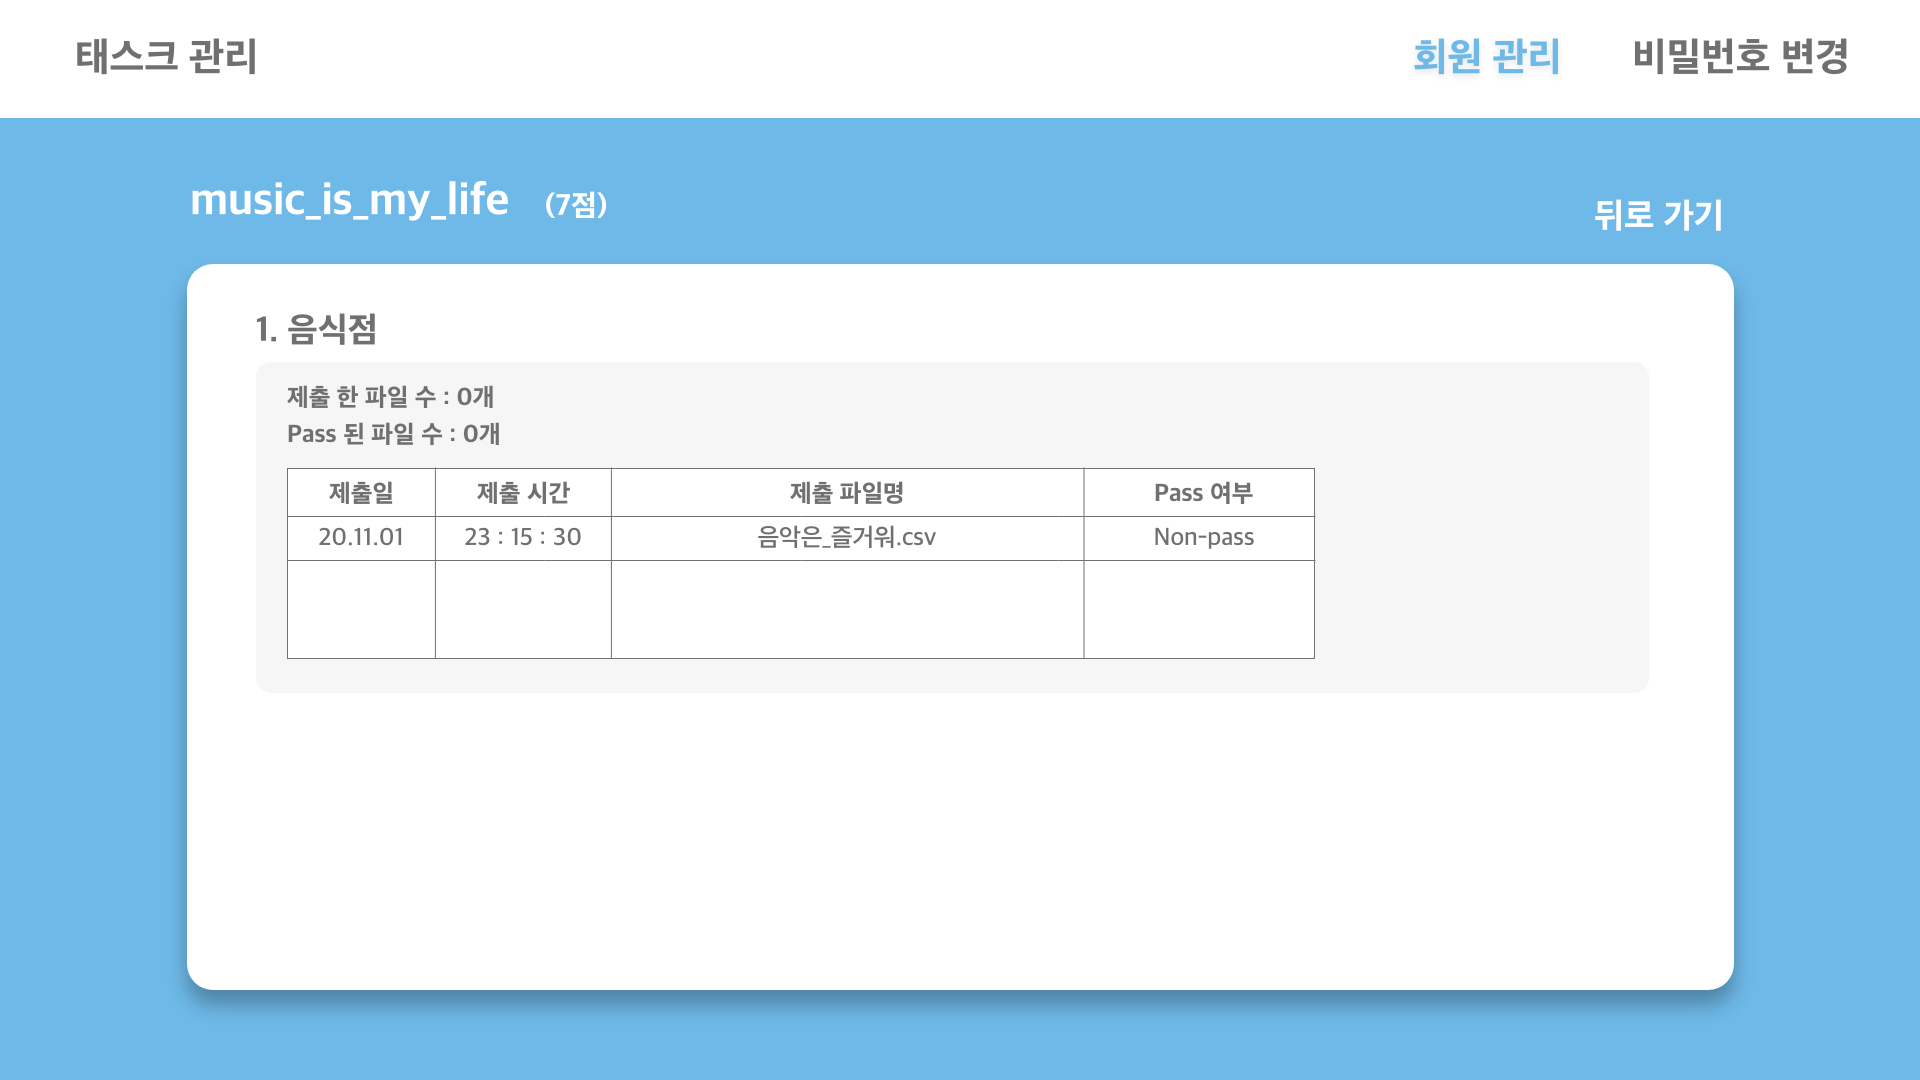 태스크 관리 회원 관리 비밀번호 변경
music_is_my_life (7점)
뒤로 가기
1. 음식점
제출 한 파일 수 : 0개
Pass 된 파일 수 : 0개
제출일 제출 시간 제출 파일명 Pass 여부
20.11.01 23 : 15 : 30 음악은_즐거워.csv Non-pass